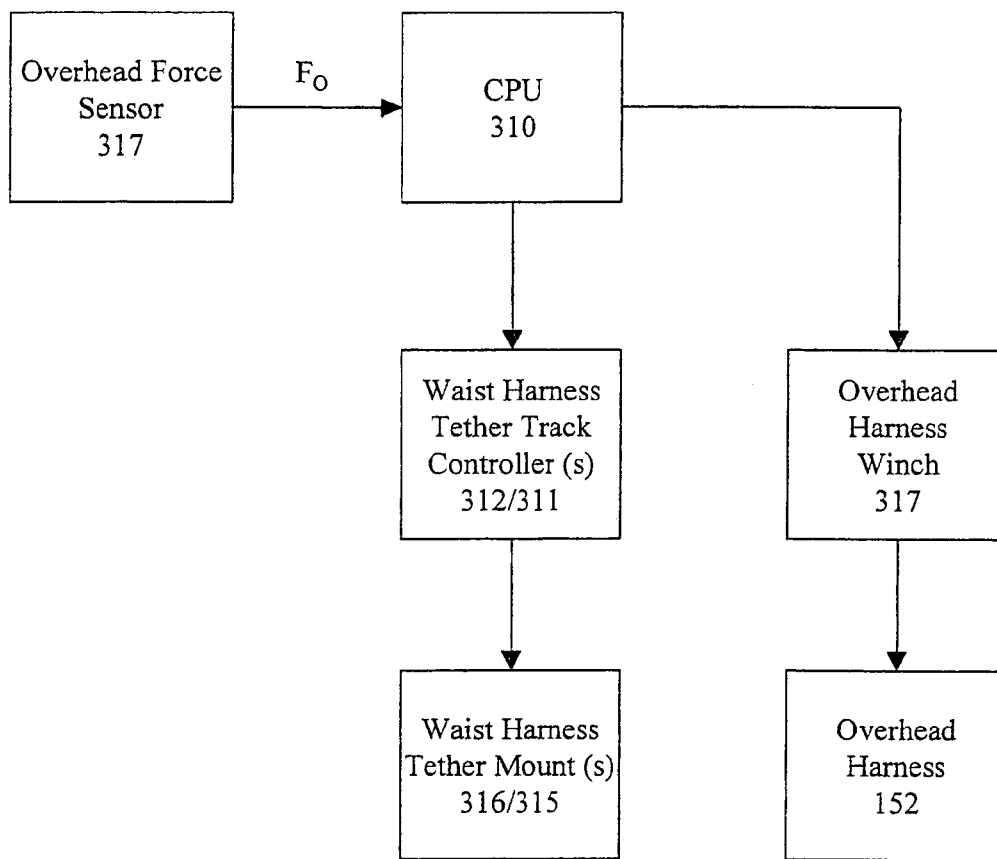 Overhead Force
Sensor
317
F_O
CPU
310
Waist Harness
Tether Track
Controller (s)
312/311
Overhead
Harness
Winch
317
Waist Harness
Tether Mount (s)
316/315
Overhead
Harness
152